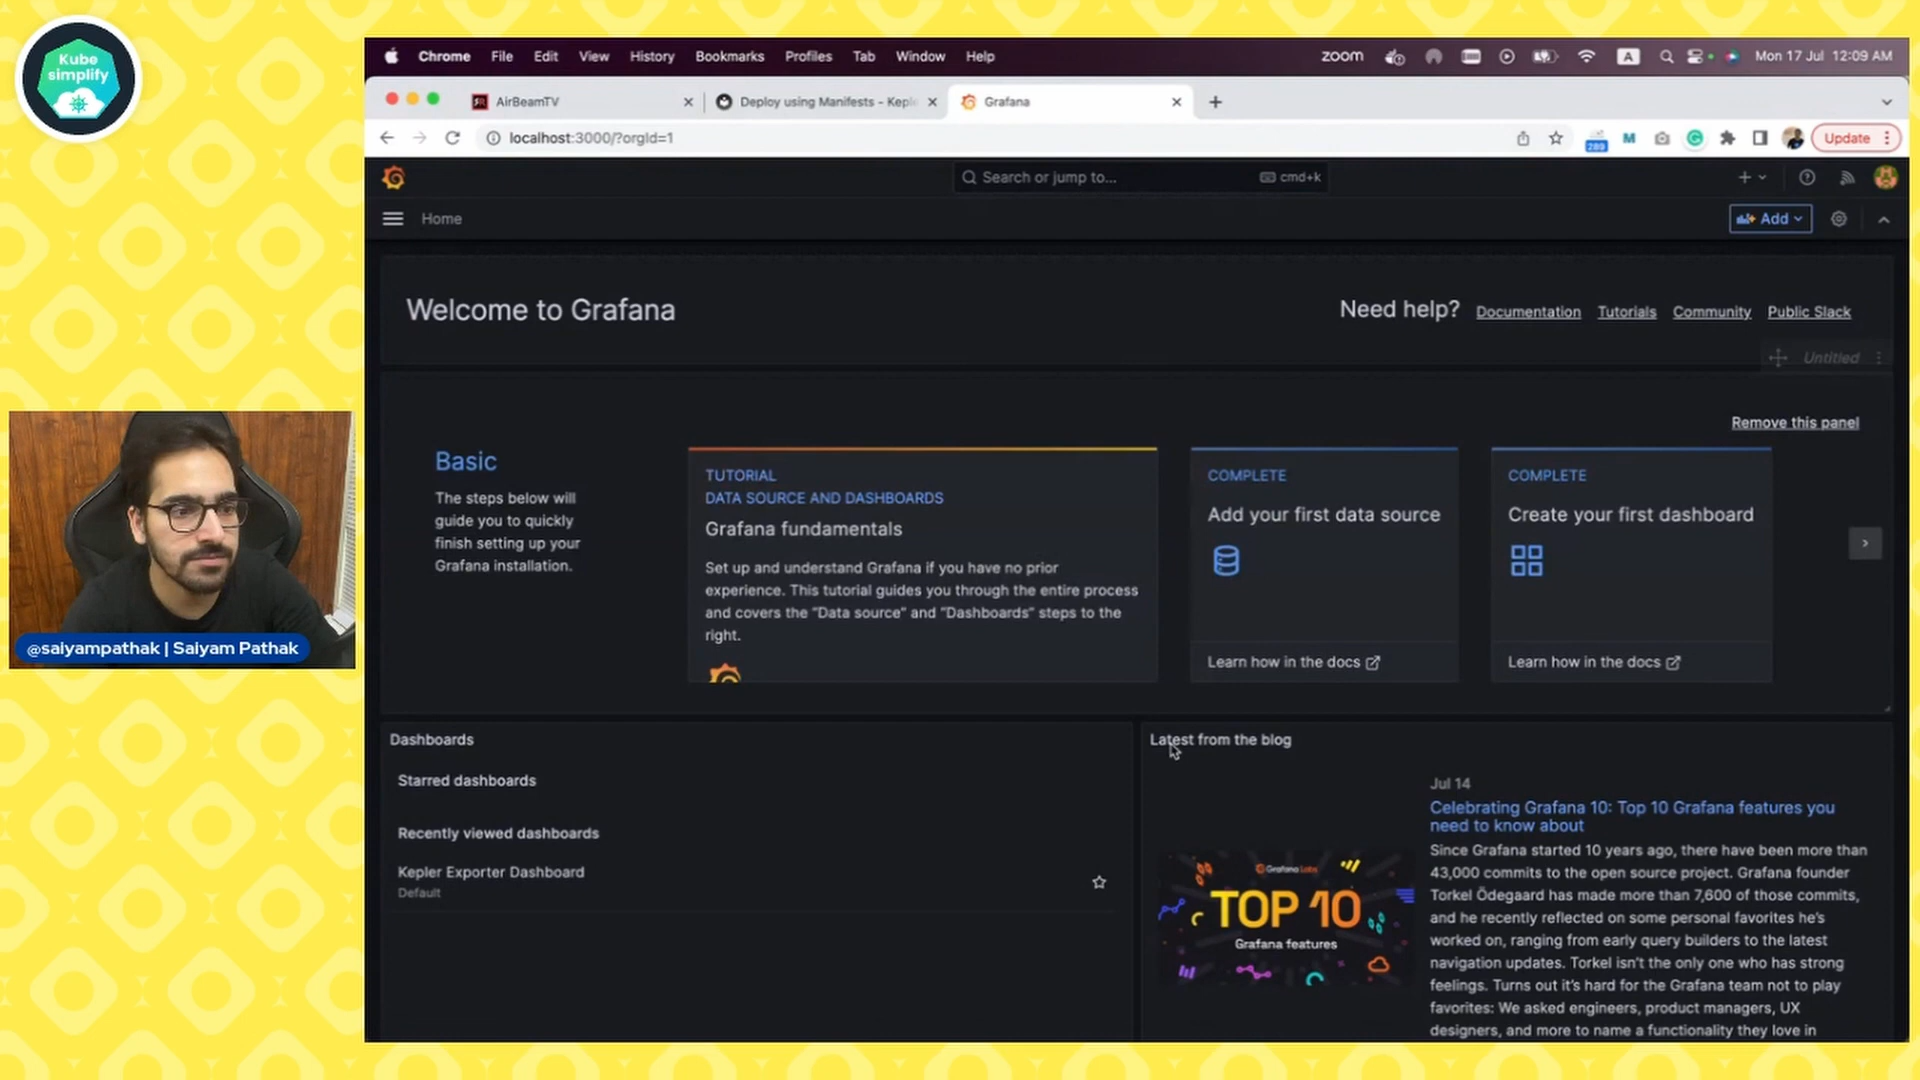 Kube
simplify
Chrome File Edit View History Bookmarks Profiles Tab Window Help
zoom
A
Mon 17 Jul 12:09 AM
AirBeamTV
Deploy using Manifests - Kepl
Grafana
localhost:3000/?orgId=1
289
M
Update
Search or jump to...
cmd+k
Home
Add
Welcome to Grafana
Need help? Documentation Tutorials Community Public Slack
Untitled
Remove this panel
Basic
The steps below will
guide you to quickly
finish setting up your
Grafana installation.
TUTORIAL
DATA SOURCE AND DASHBOARDS
Grafana fundamentals
Set up and understand Grafana if you have no prior
experience. This tutorial guides you through the entire process
and covers the "Data source" and "Dashboards" steps to the
right.
COMPLETE
Add your first data source
Learn how in the docs
COMPLETE
Create your first dashboard
Learn how in the docs
@saiyampathak | Saiyam Pathak
Dashboards
Starred dashboards
Recently viewed dashboards
Kepler Exporter Dashboard
Default
Latest from the blog
Grafana Labs
TOP 10
Grafana features
Jul 14
Celebrating Grafana 10: Top 10 Grafana features you
need to know about
Since Grafana started 10 years ago, there have been more than
43,000 commits to the open source project. Grafana founder
Torkel Ödegaard has made more than 7,600 of those commits,
and he recently reflected on some personal favorites he's
worked on, ranging from early query builders to the latest
navigation updates. Torkel isn't the only one who has strong
feelings. Turns out it's hard for the Grafana team not to play
favorites: We asked engineers, product managers, UX
designers, and more to name a functionality they love in